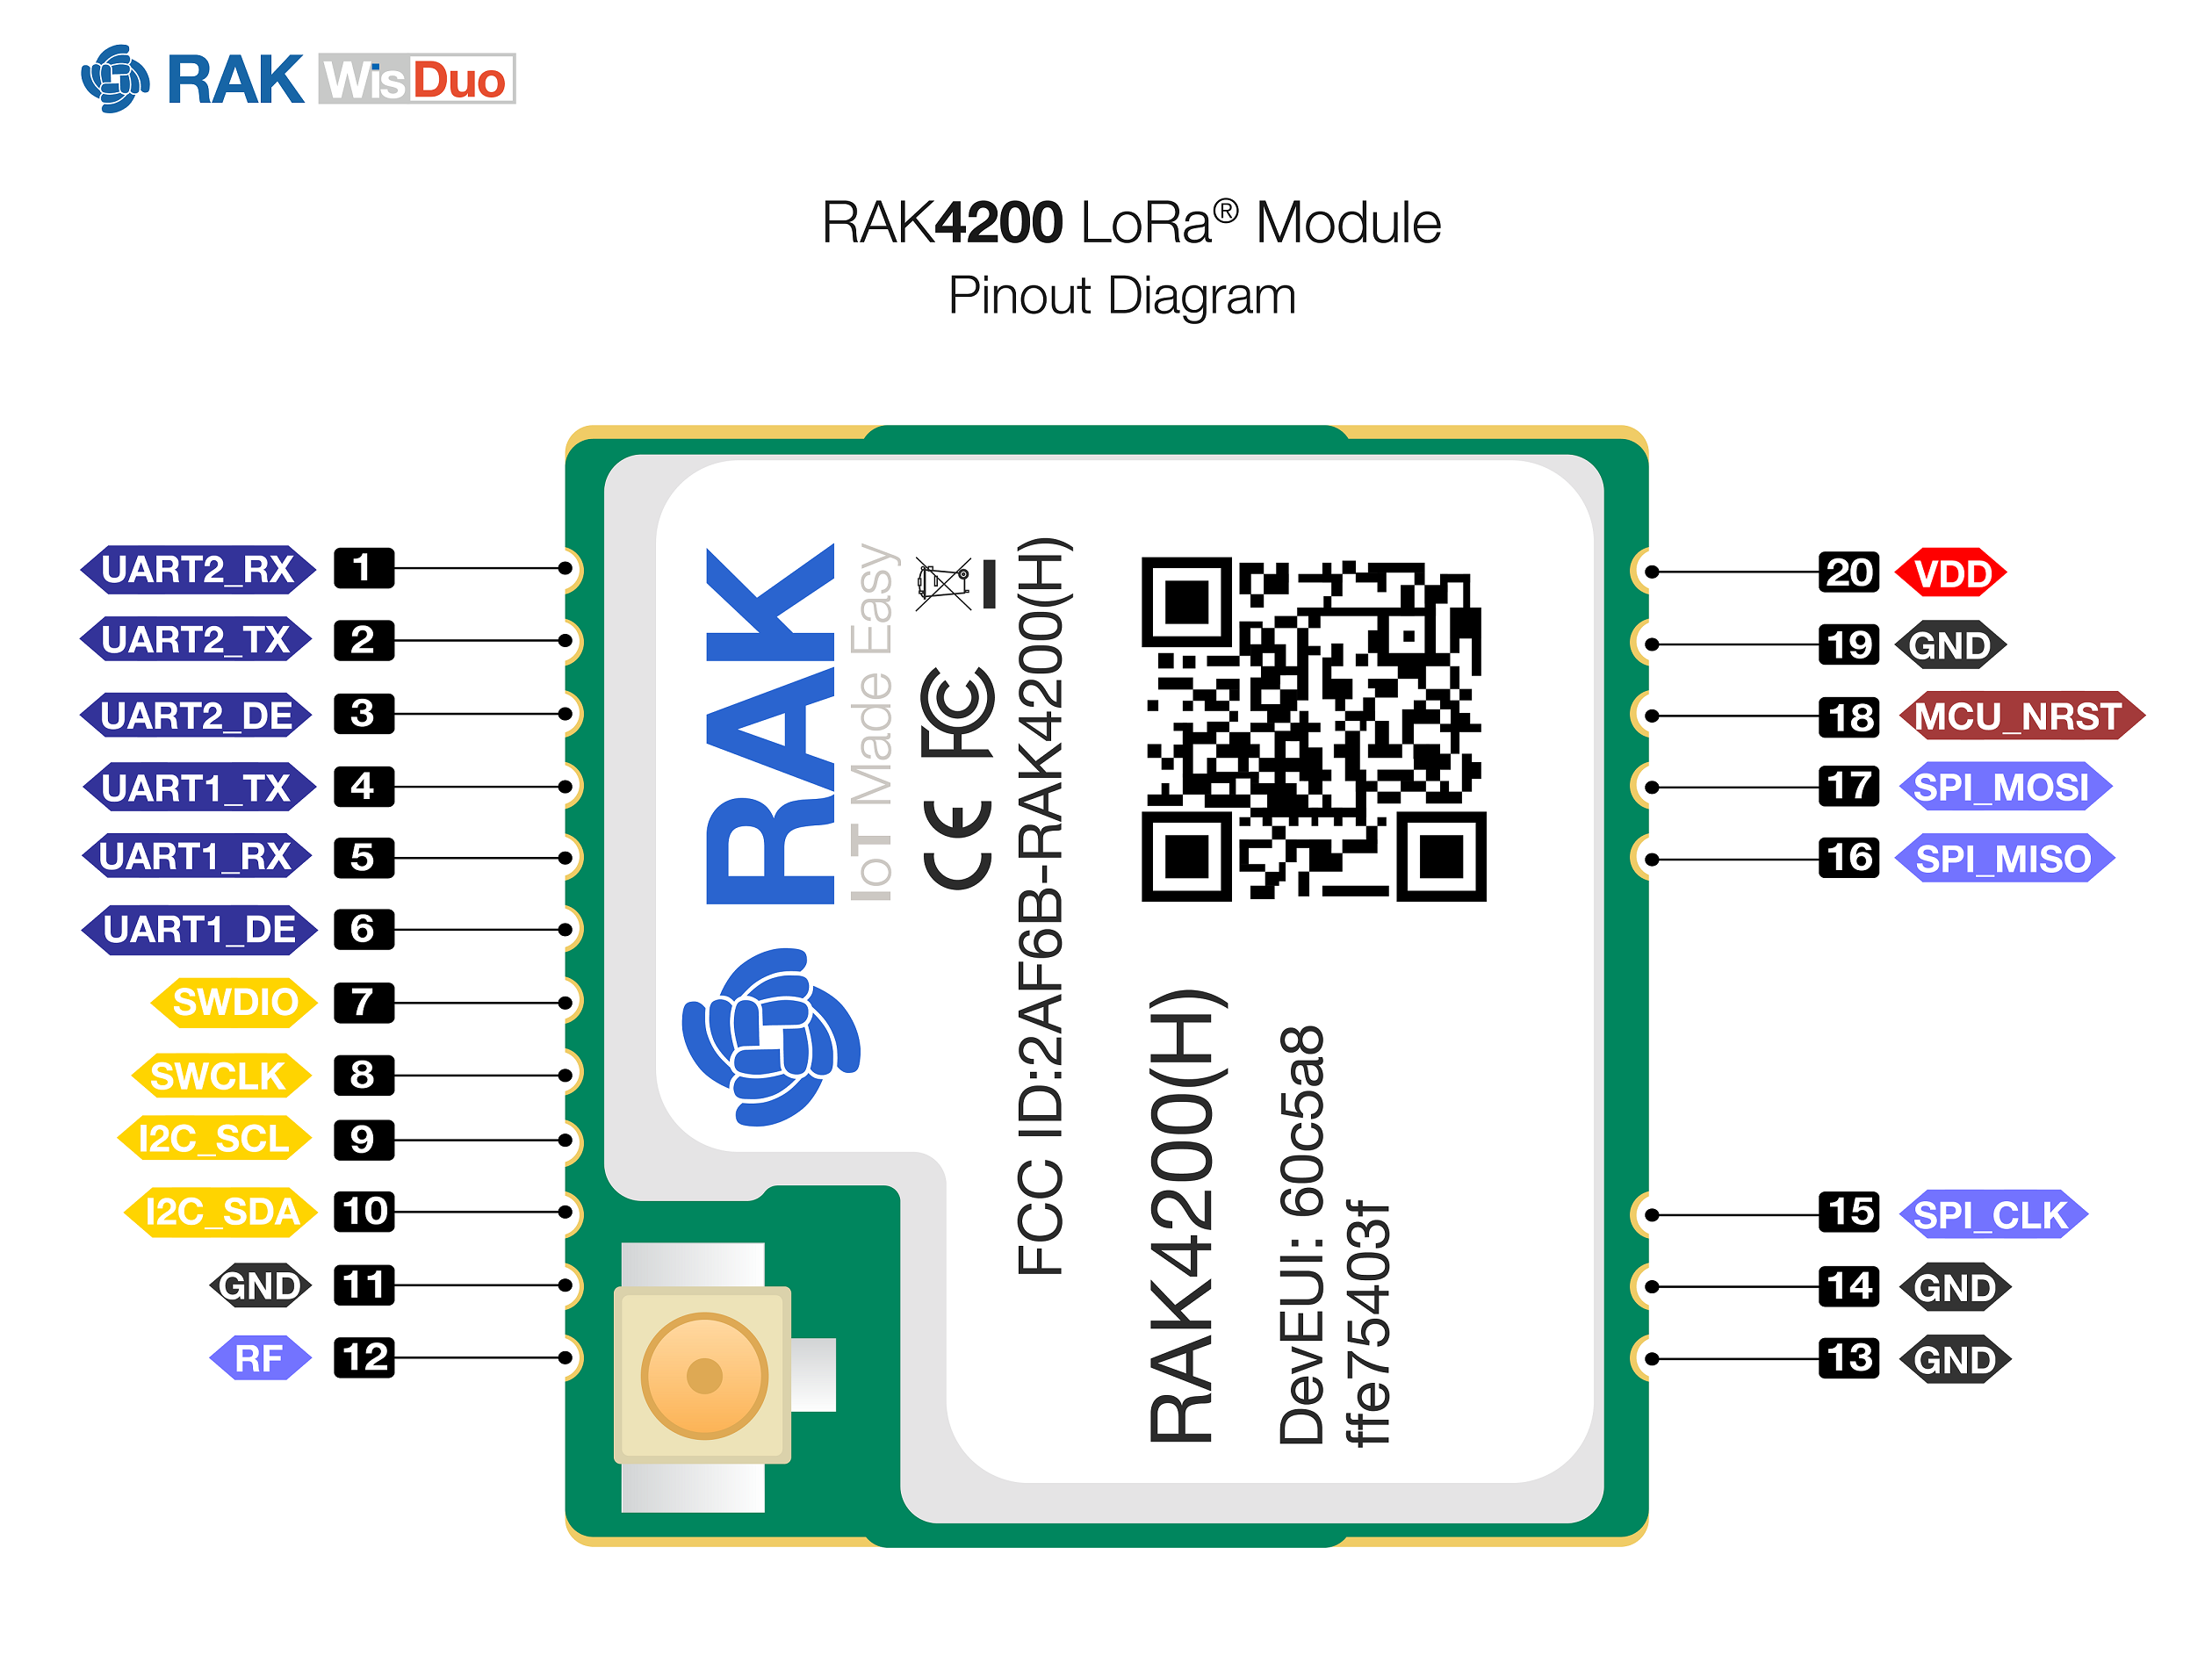 RAK WisDuo
RAK4200 LoRa® Module
Pinout Diagram
UART2_RX 1
UART2_TX 2
UART2_DE 3
UART1_TX 4
UART1_RX 5
UART1_DE 6
SWDIO 7
SWCLK 8
I2C_SCL 9
I2C_SDA 10
GND 11
RF 12
RAK
IoT Made Easy
CE FC
FCC ID:2AF6B-RAK4200(H)
RAK4200(H)
DevEUI: 60c5a8
ffe75403f
20 VDD
19 GND
18 MCU_NRST
17 SPI_MOSI
16 SPI_MISO
15 SPI_CLK
14 GND
13 GND